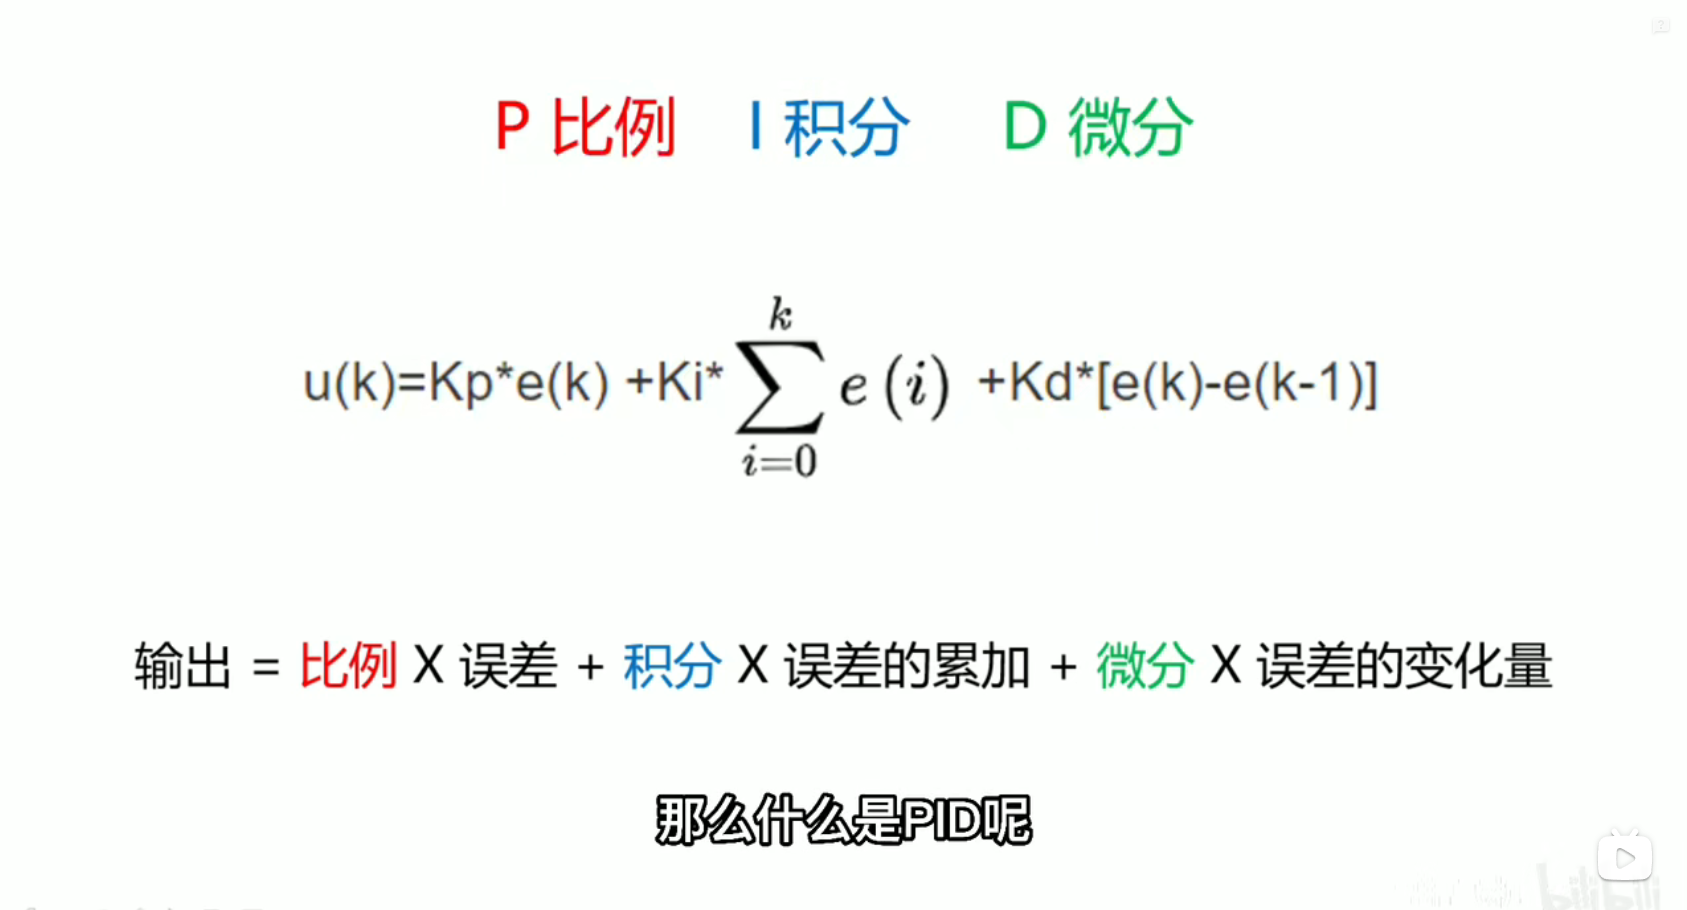 P 比例 I 积分 D 微分
k
u(k)=Kp*e(k) +Ki* ∑ e (i) +Kd*[e(k)-e(k-1)]
i=0
输出 = 比例 X 误差 + 积分 X 误差的累加 + 微分 X 误差的变化量
那么什么是PID呢
bilibili